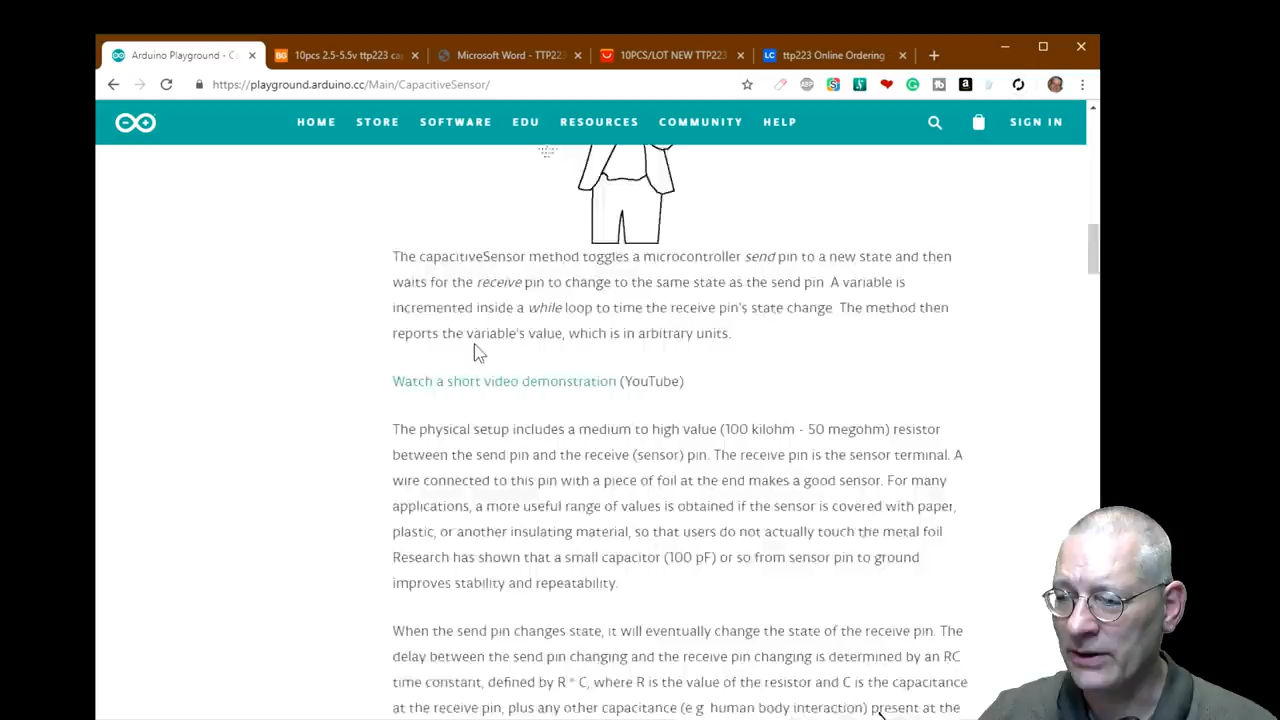 Arduino Playground - C
10pcs 2.5-5.5v ttp223 ca
Microsoft Word - TTP223
10PCS/LOT NEW TTP223
LC
ttp223 Online Ordering
BG
https://playground.arduino.cc/Main/CapacitiveSensor/
HOME STORE SOFTWARE EDU RESOURCES COMMUNITY HELP SIGN IN
The capacitiveSensor method toggles a microcontroller send pin to a new state and then
waits for the receive pin to change to the same state as the send pin. A variable is
incremented inside a while loop to time the receive pin's state change. The method then
reports the variable's value, which is in arbitrary units.
Watch a short video demonstration (YouTube)
The physical setup includes a medium to high value (100 kilohm - 50 megohm) resistor
between the send pin and the receive (sensor) pin. The receive pin is the sensor terminal. A
wire connected to this pin with a piece of foil at the end makes a good sensor. For many
applications, a more useful range of values is obtained if the sensor is covered with paper,
plastic, or another insulating material, so that users do not actually touch the metal foil
Research has shown that a small capacitor (100 pF) or so from sensor pin to ground
improves stability and repeatability.
When the send pin changes state, it will eventually change the state of the receive pin. The
delay between the send pin changing and the receive pin changing is determined by an RC
time constant, defined by R * C, where R is the value of the resistor and C is the capacitance
at the receive pin, plus any other capacitance (e.g. human body interaction) present at the